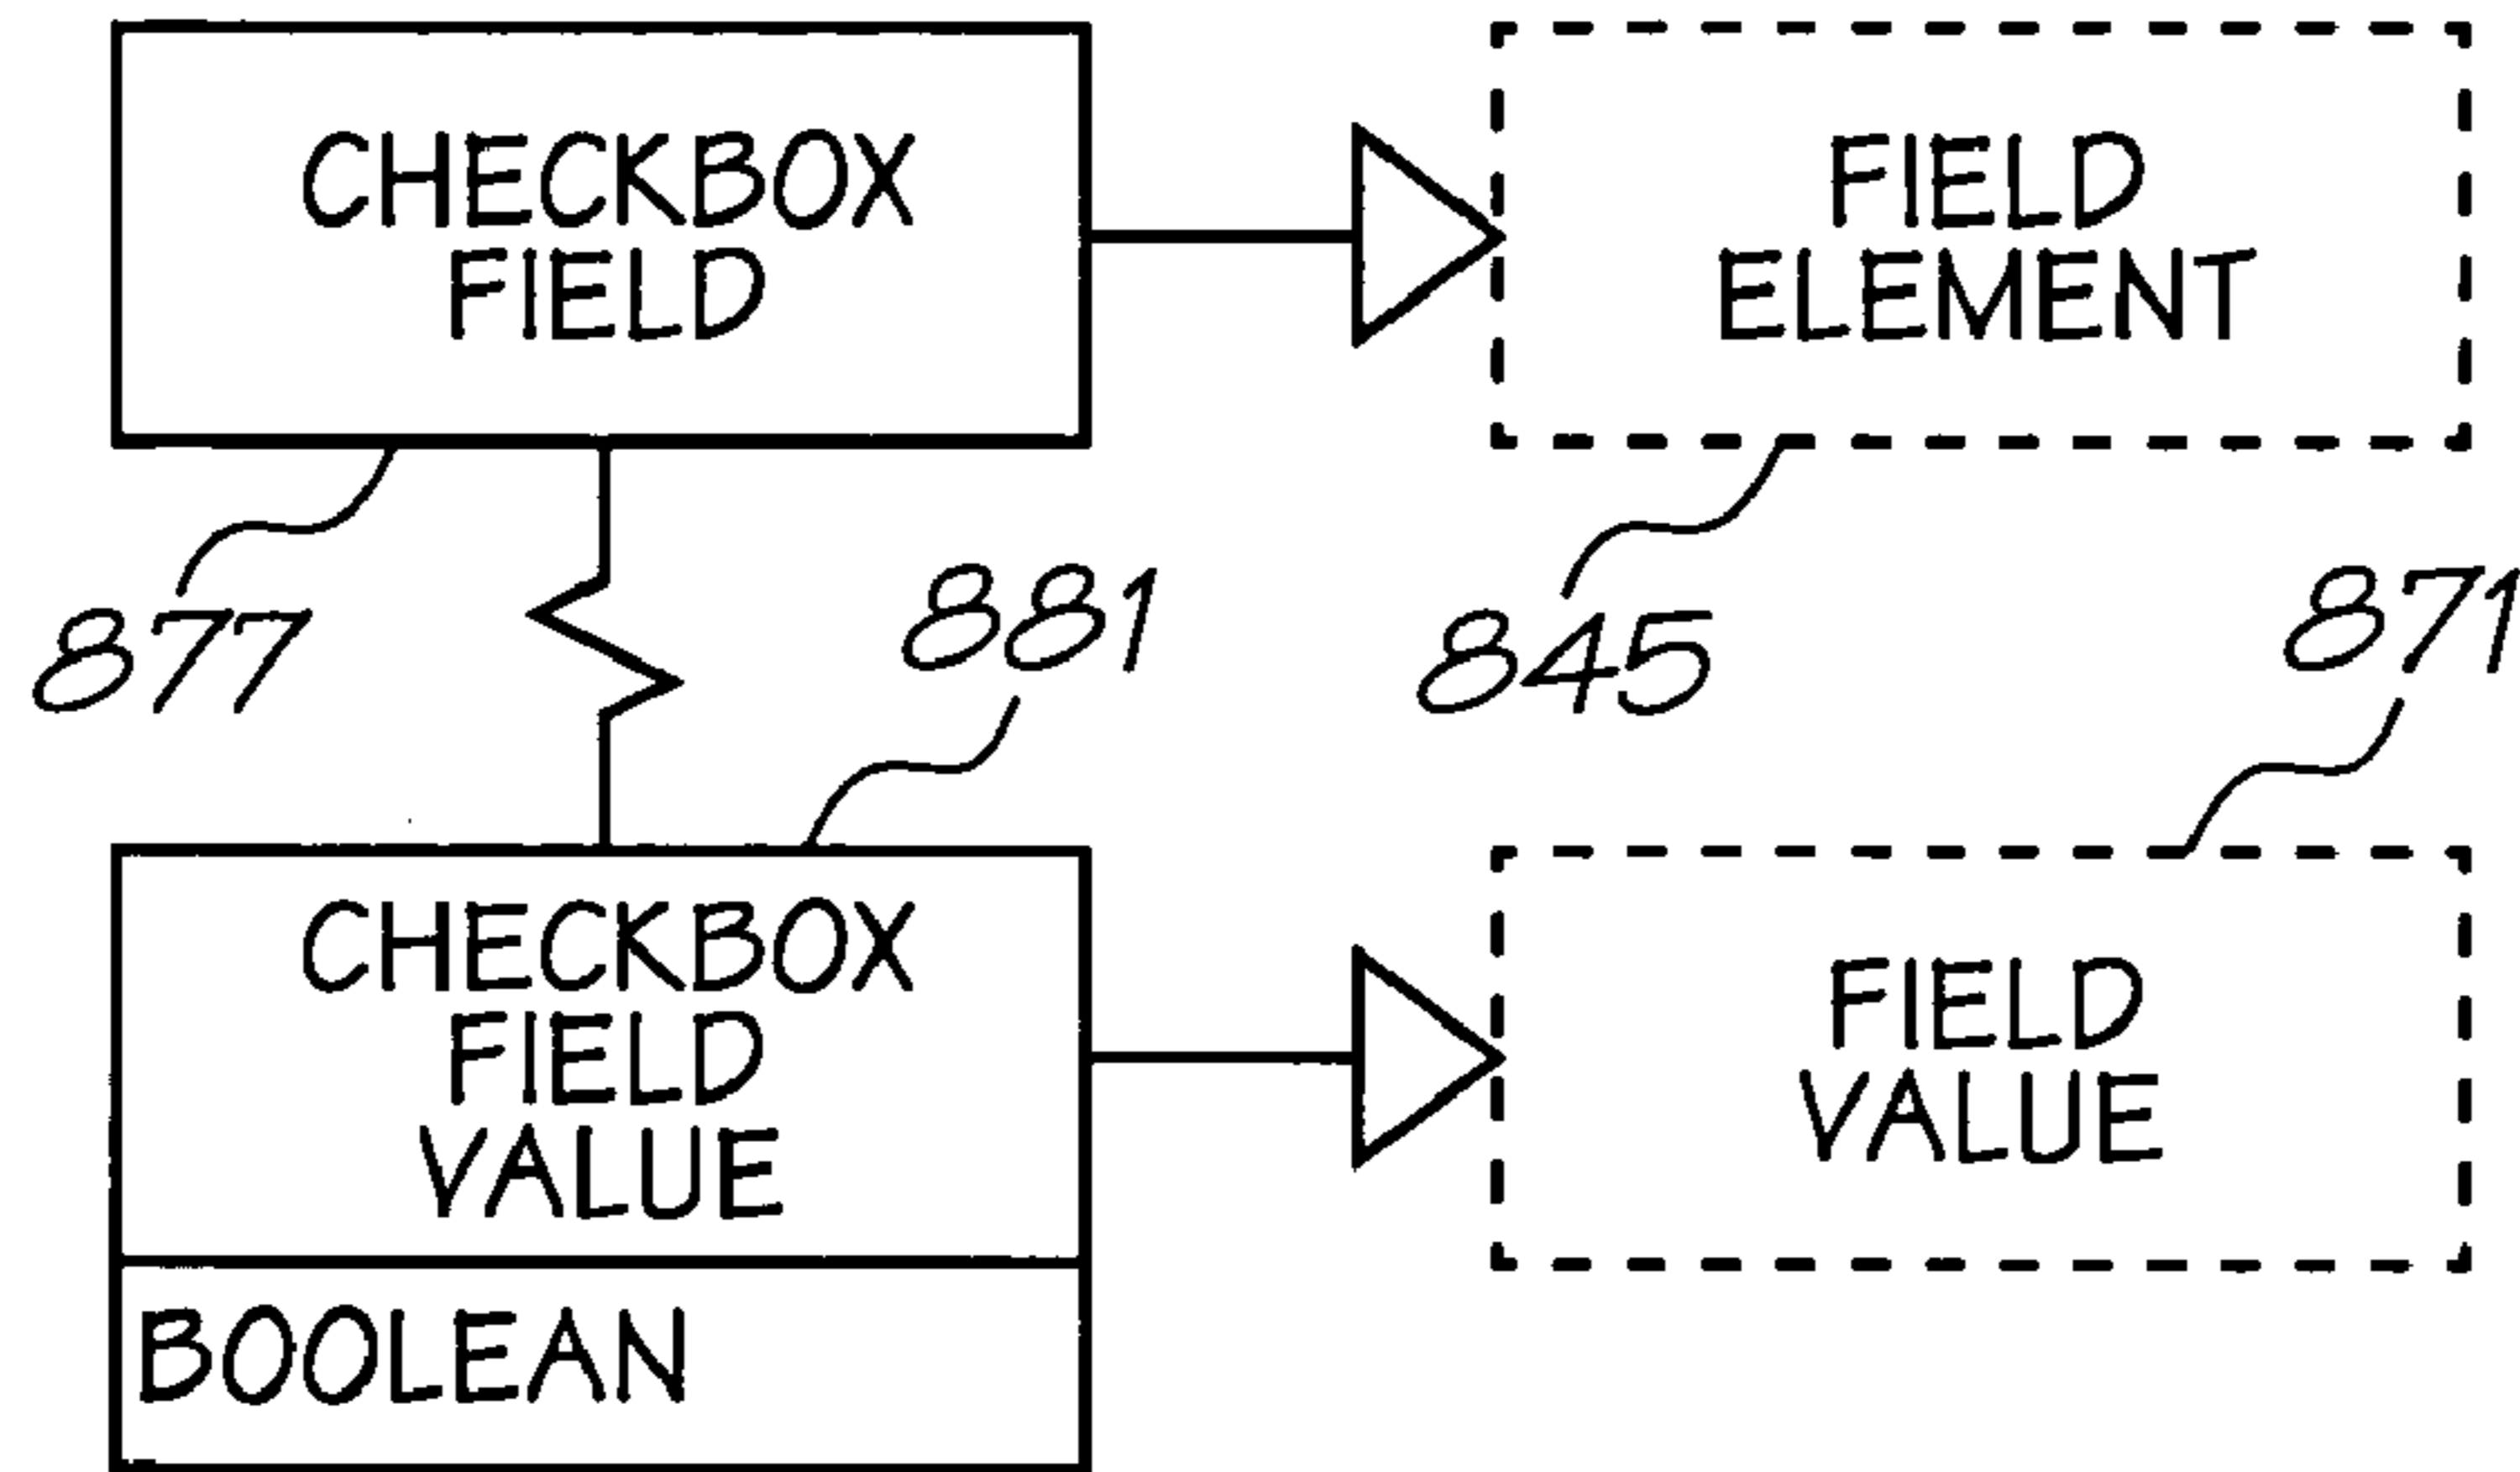 CHECKBOX
FIELD
FIELD
ELEMENT
877
881
845
871
CHECKBOX
FIELD
VALUE
FIELD
VALUE
BOOLEAN